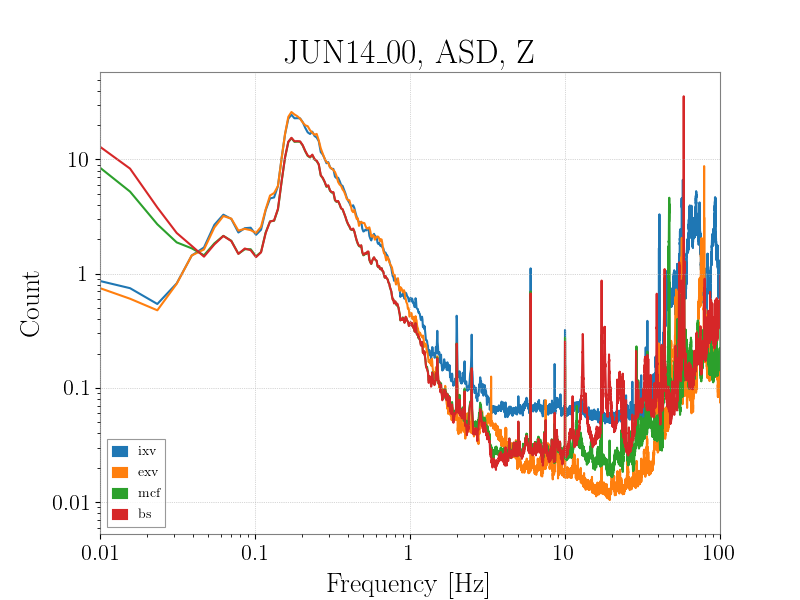 JUN14_00, ASD, Z
Count
10
1
0.1
0.01
ixv
exv
mcf
bs
0.01 0.1 1 10 100
Frequency [Hz]